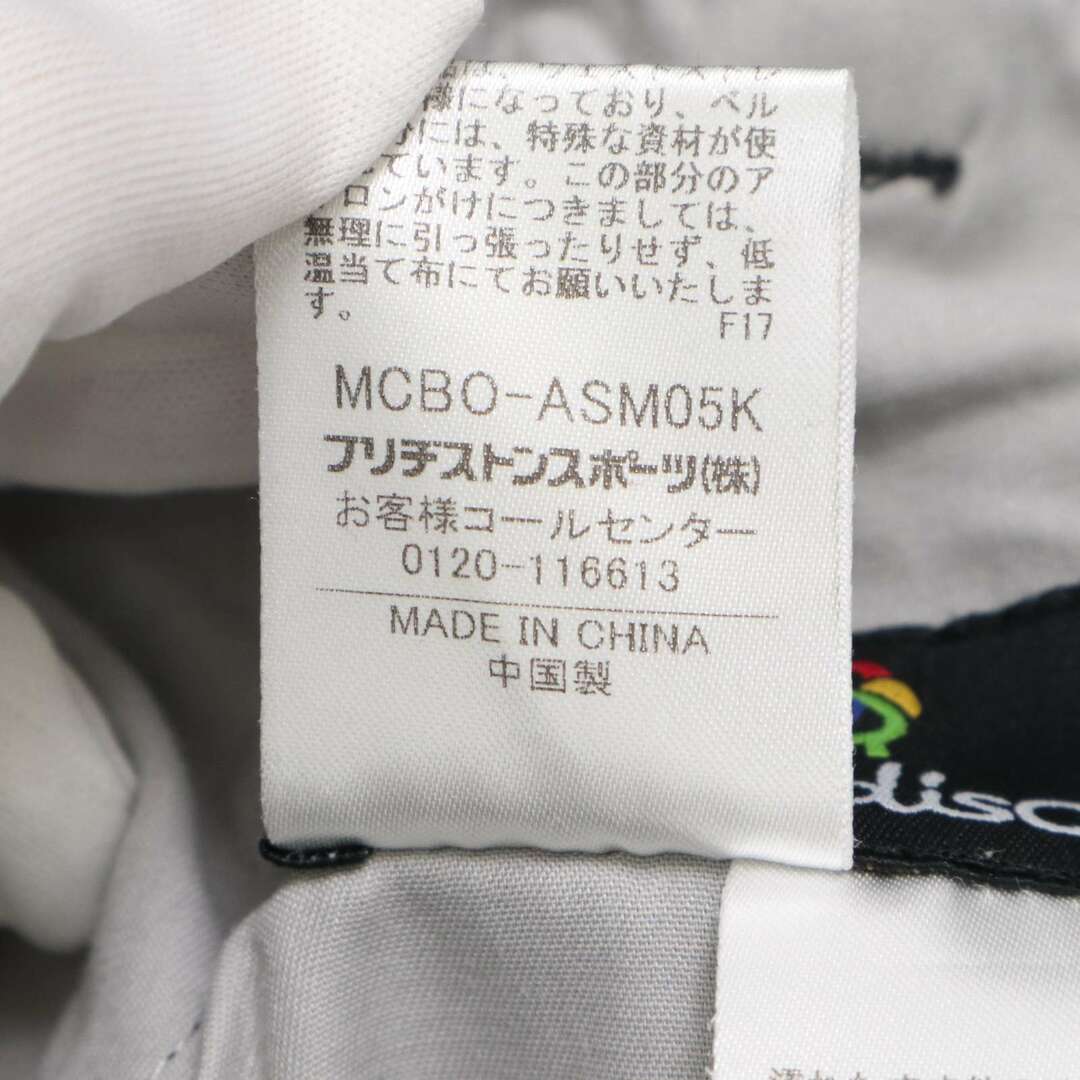 様になっており、ベル
には、特殊な資材が使
ています。この部分のア
ロンがけにつきましては、
無理に引っ張ったりせず、低
温当て布にてお願いいたしま
す。
F17
MCBO-ASM05K
ブリヂストンスポーツ(株)
お客様コールセンター
0120-116613
MADE IN CHINA
中国製